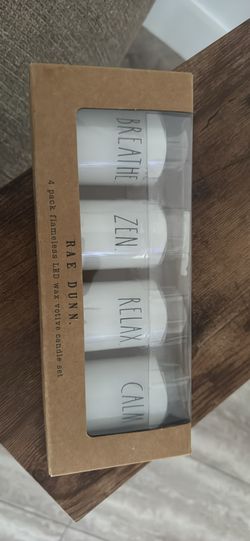 BREATHE
ZEN.
RELAX
CALM
RAE DUNN.
4 pack flameless LED wax votive candle set